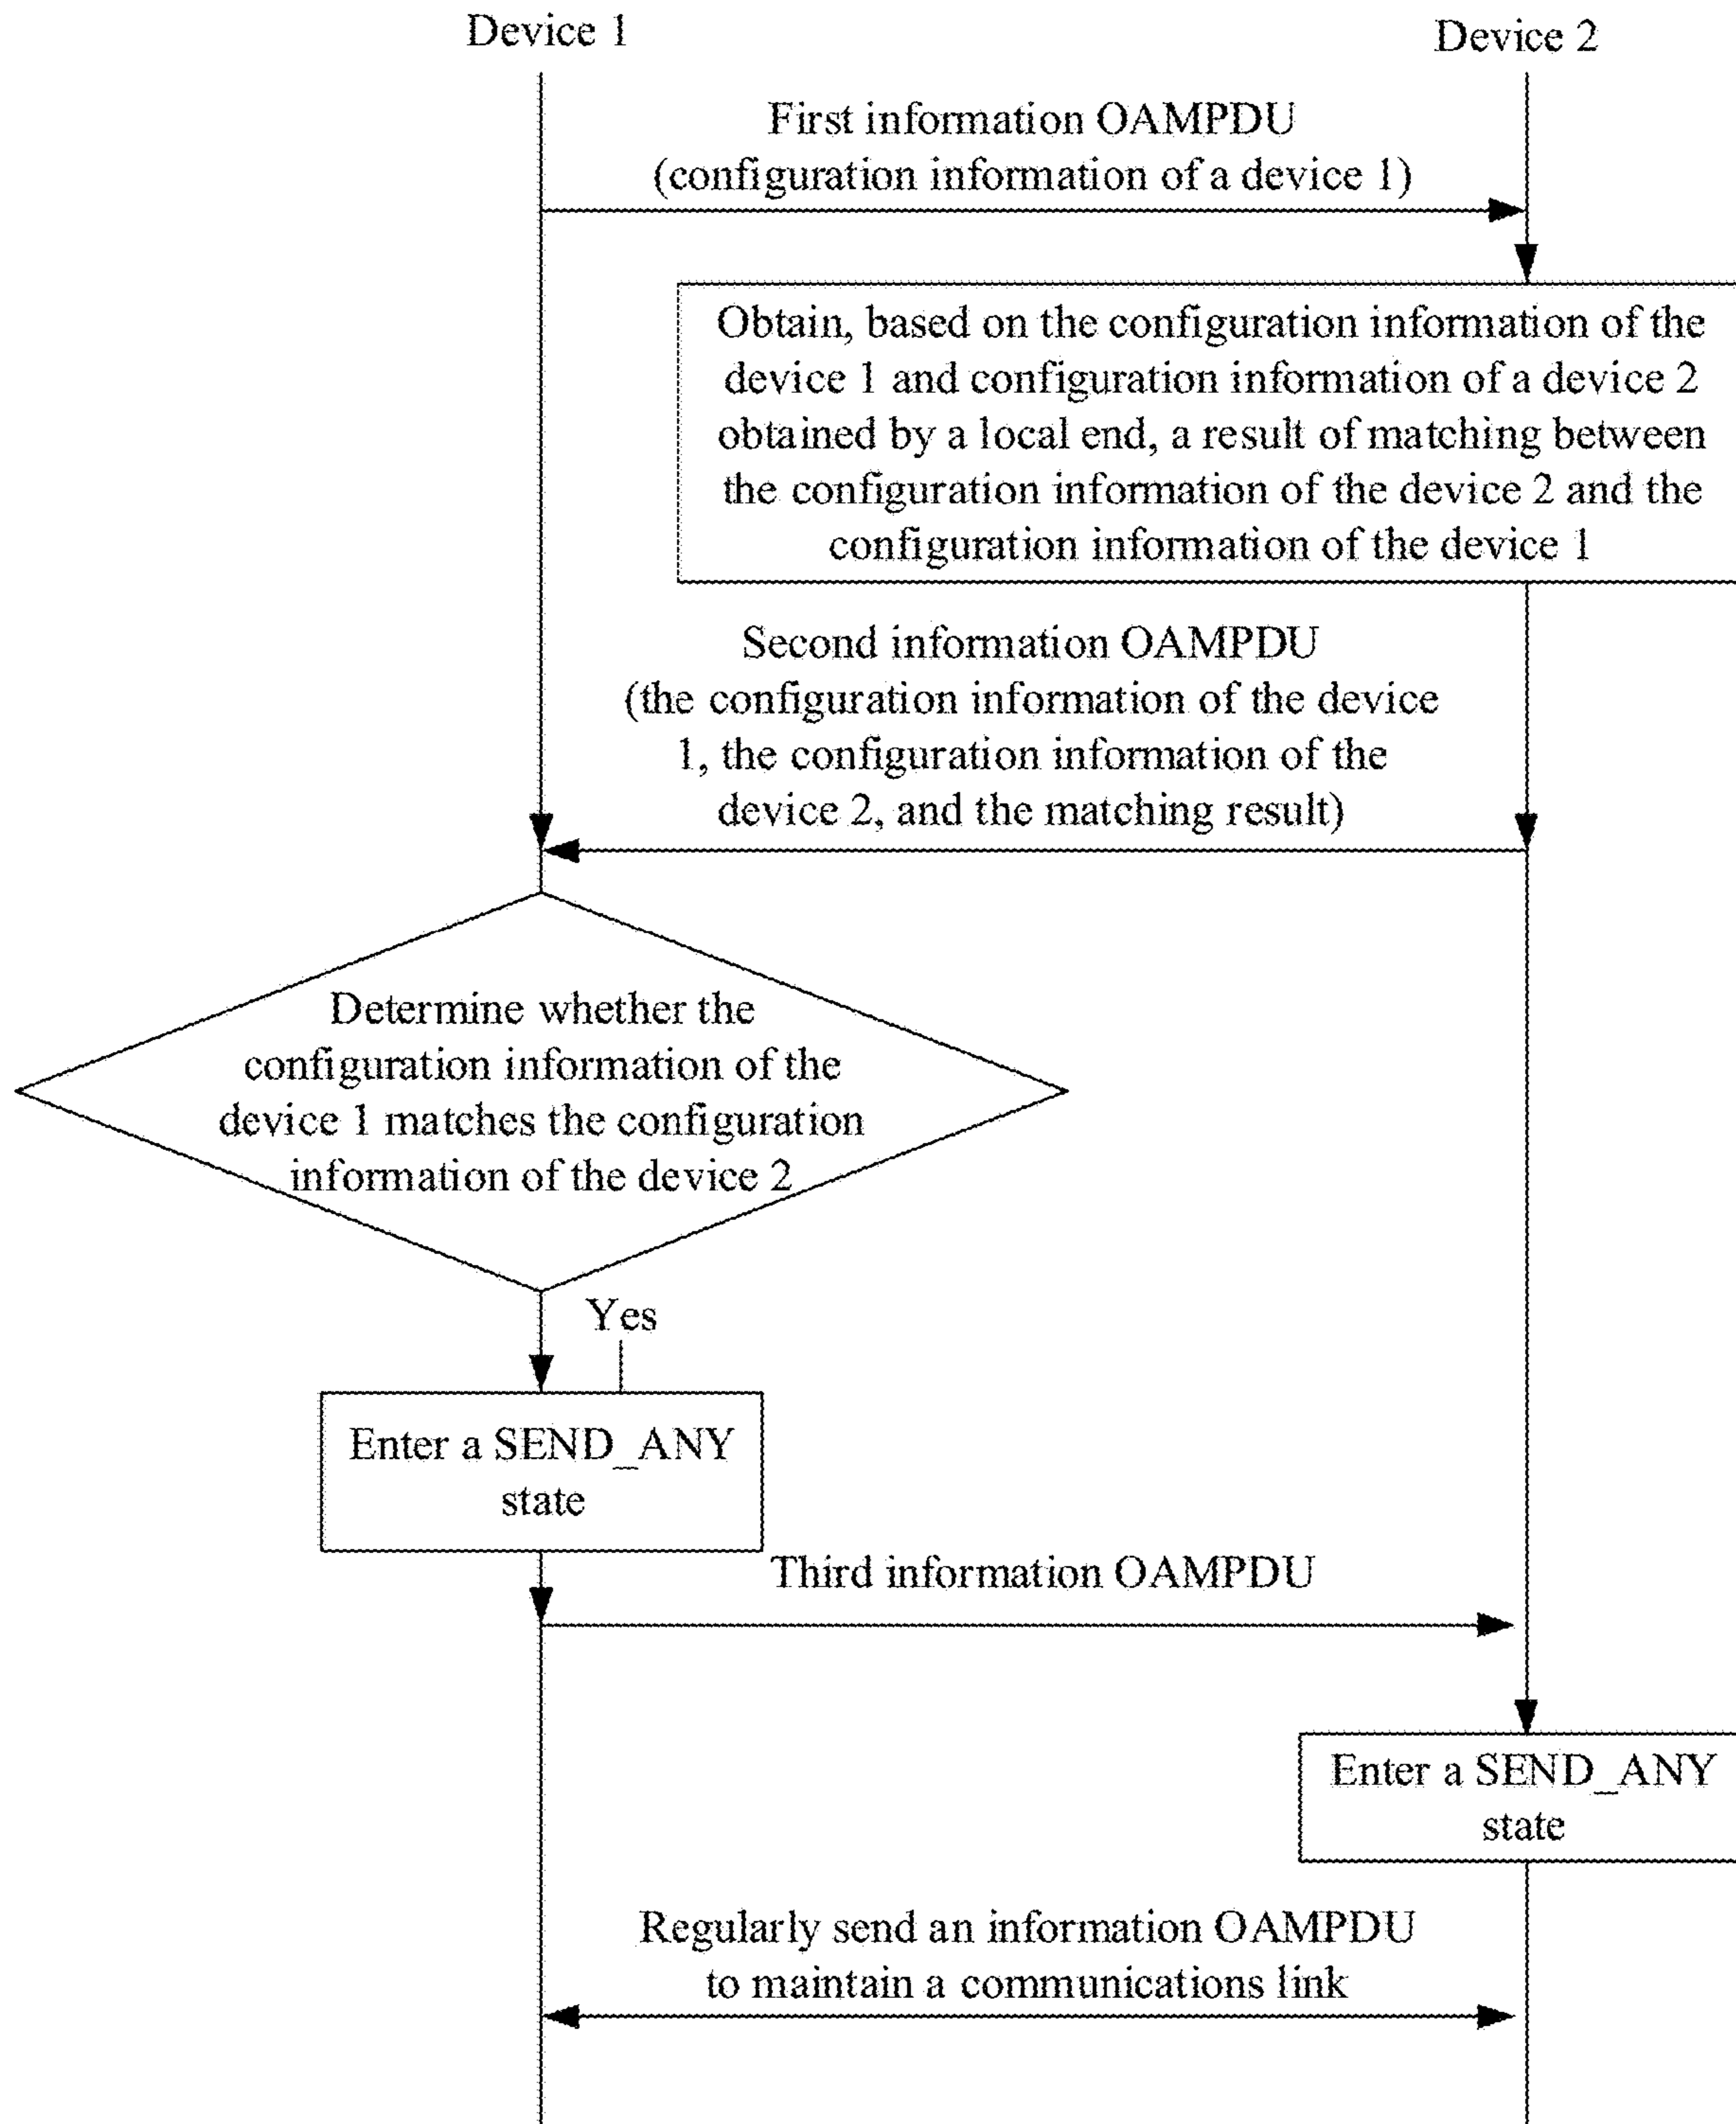 Device 1
Device 2
First information OAMPDU
(configuration information of a device 1)
Obtain, based on the configuration information of the
device 1 and configuration information of a device 2
obtained by a local end, a result of matching between
the configuration information of the device 2 and the
configuration information of the device 1
Second information OAMPDU
(the configuration information of the device
1, the configuration information of the
device 2, and the matching result)
Determine whether the
configuration information of the
device 1 matches the configuration
information of the device 2
Yes
Enter a SEND_ANY
state
Third information OAMPDU
Enter a SEND_ANY
state
Regularly send an information OAMPDU
to maintain a communications link